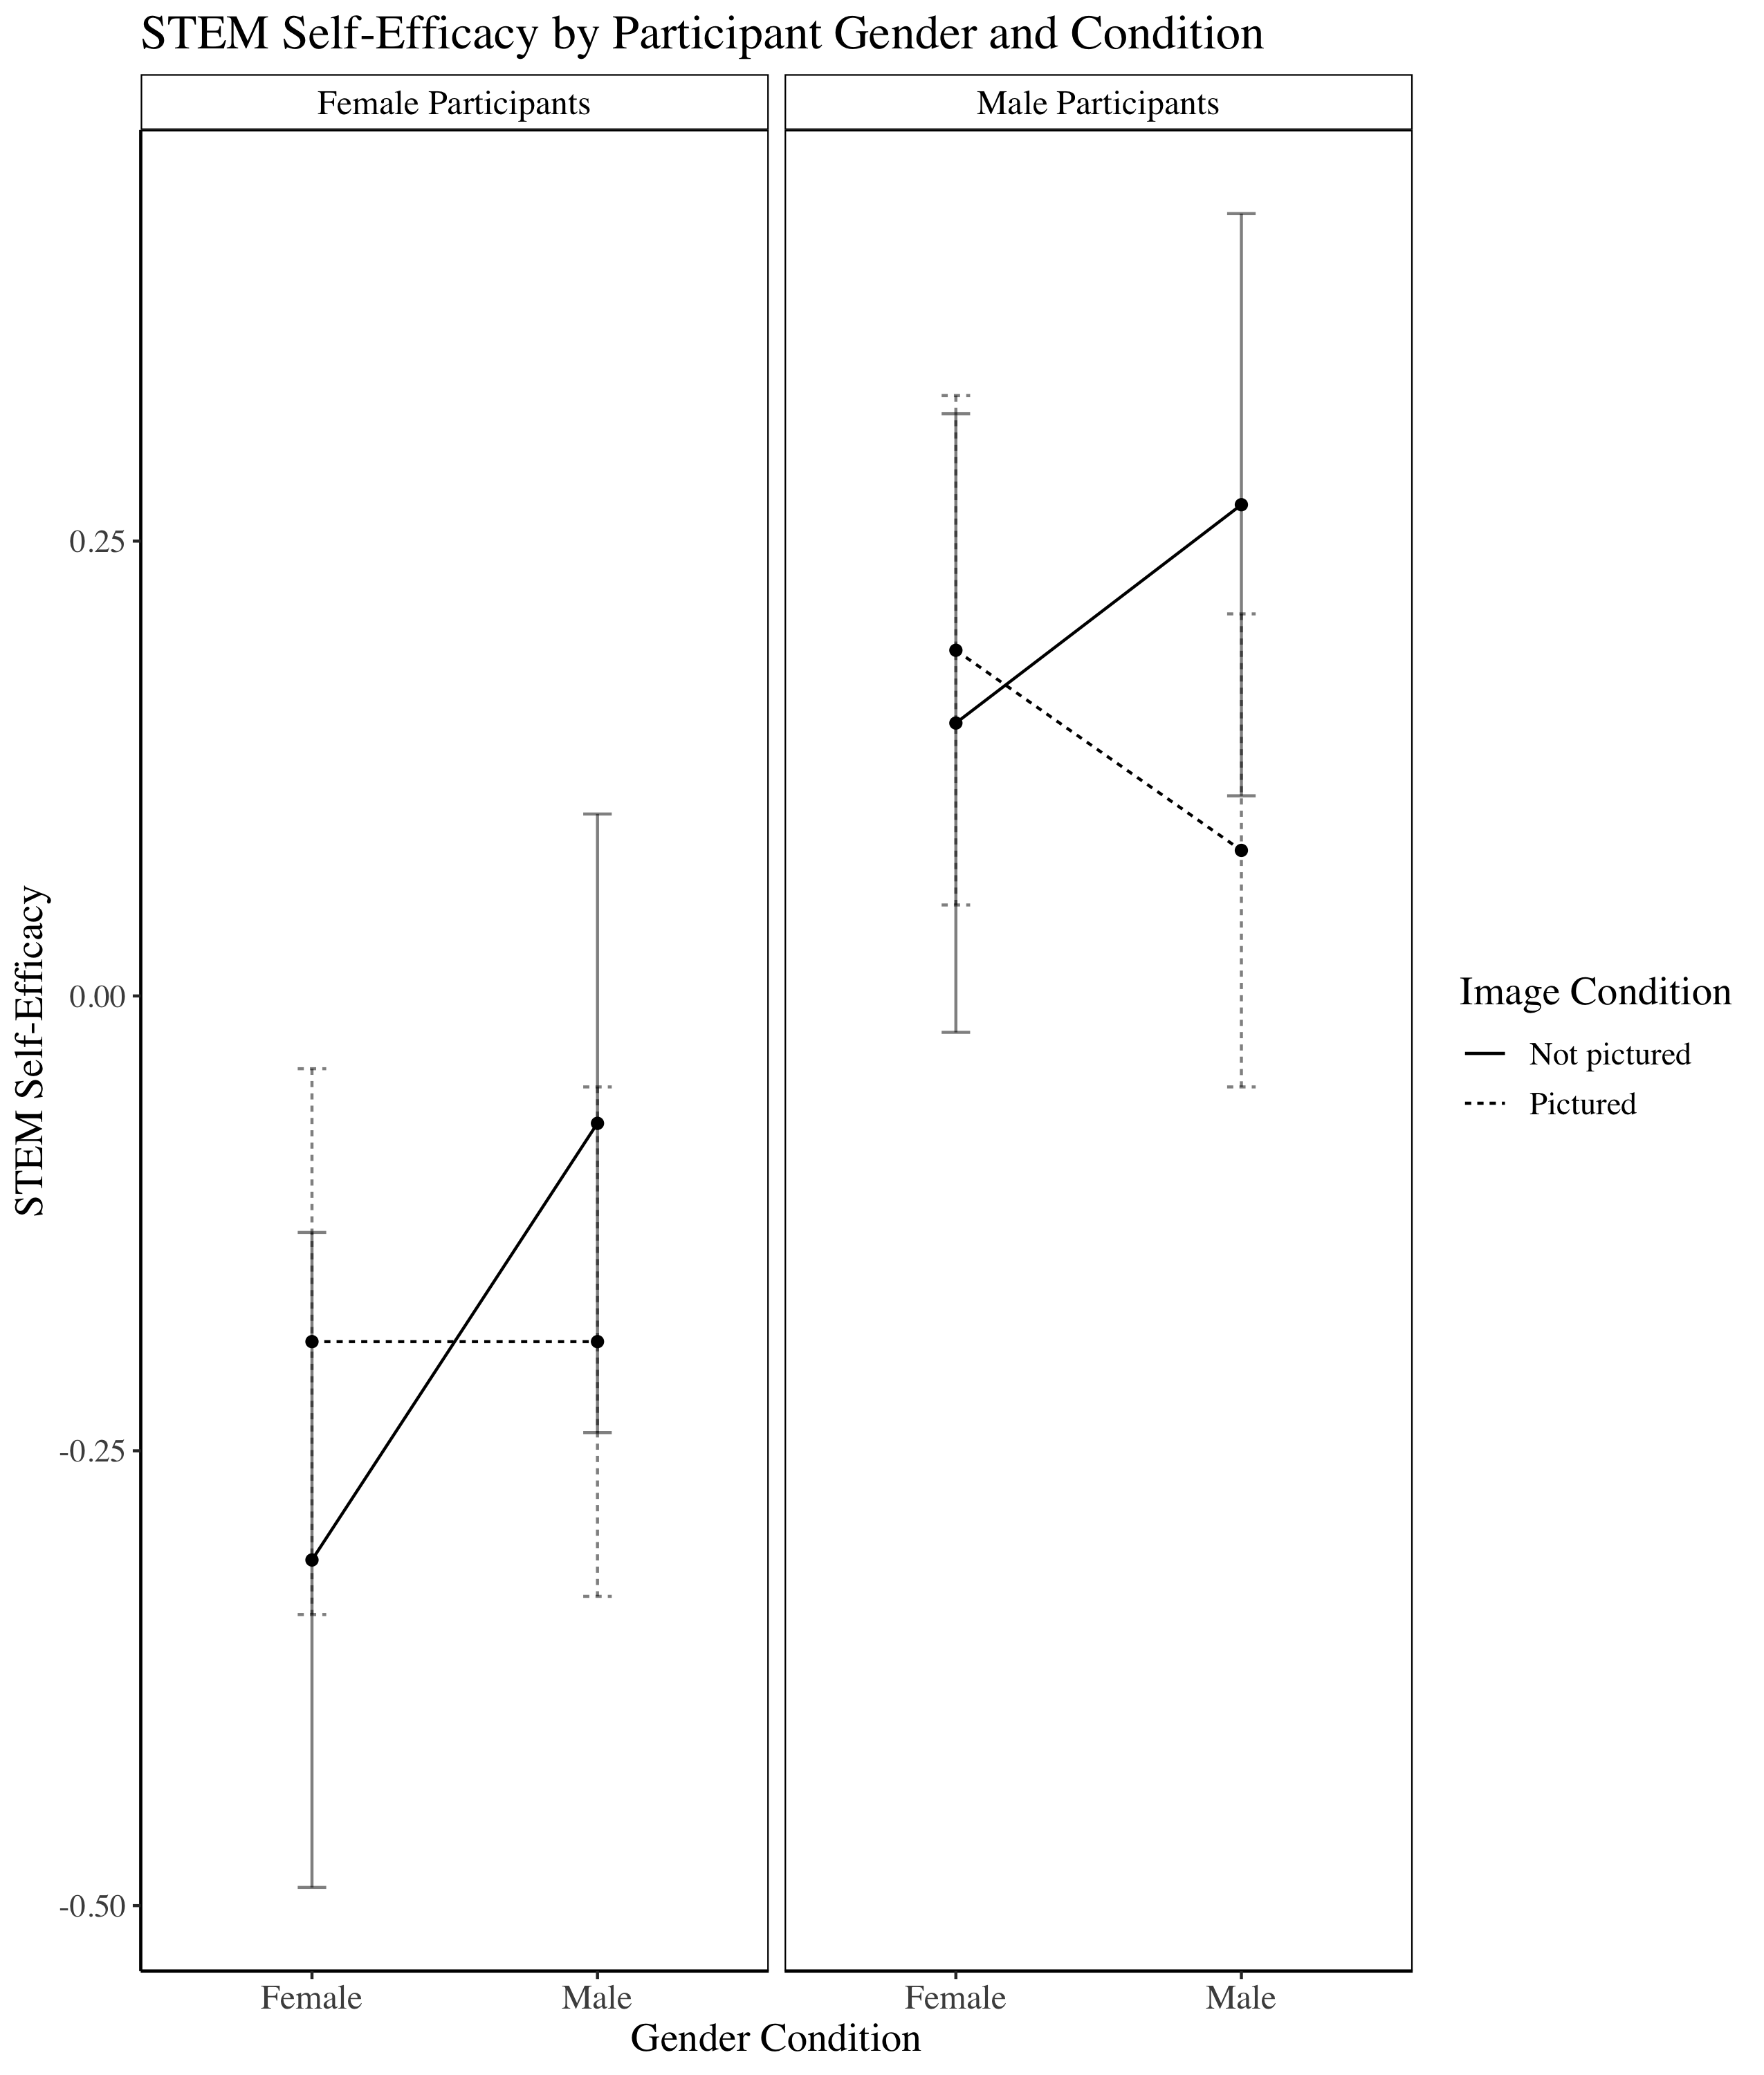 STEM Self-Efficacy by Participant Gender and Condition
Female Participants
Male Participants
STEM Self-Efficacy
0.25
0.00
-0.25
-0.50
Female
Male
Female
Male
Gender Condition
Image Condition
Not pictured
Pictured